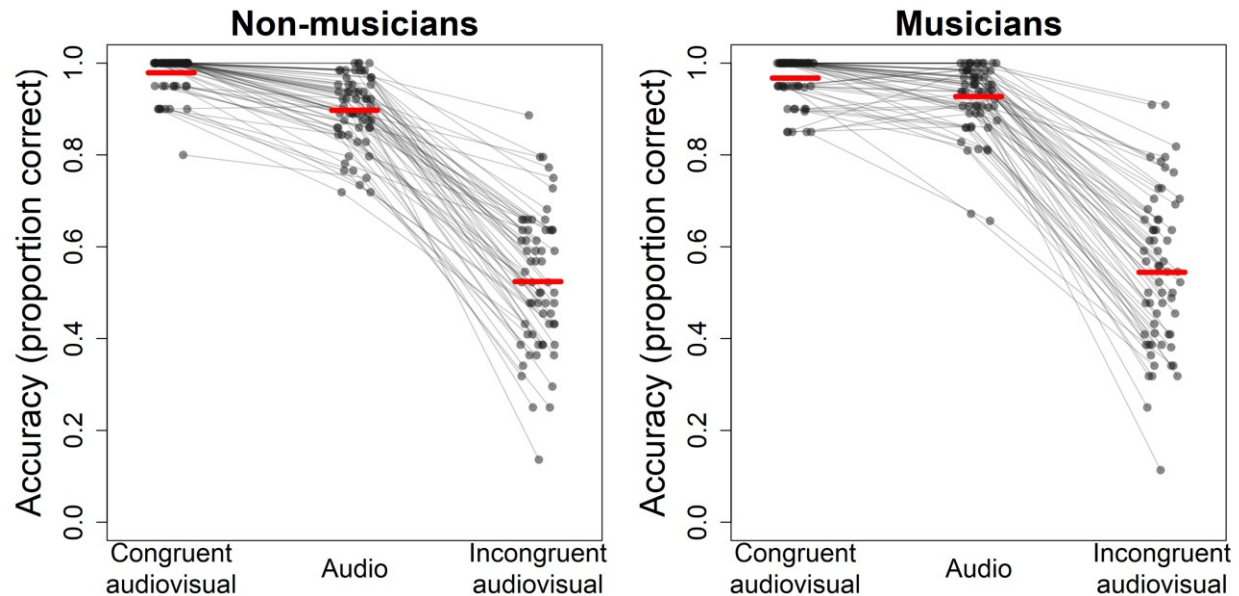 Non-musicians
Accuracy (proportion correct)
1.0
0.8
0.6
0.4
0.2
0.0
Congruent
audiovisual
Audio
Incongruent
audiovisual
Musicians
Accuracy (proportion correct)
1.0
0.8
0.6
0.4
0.2
0.0
Congruent
audiovisual
Audio
Incongruent
audiovisual